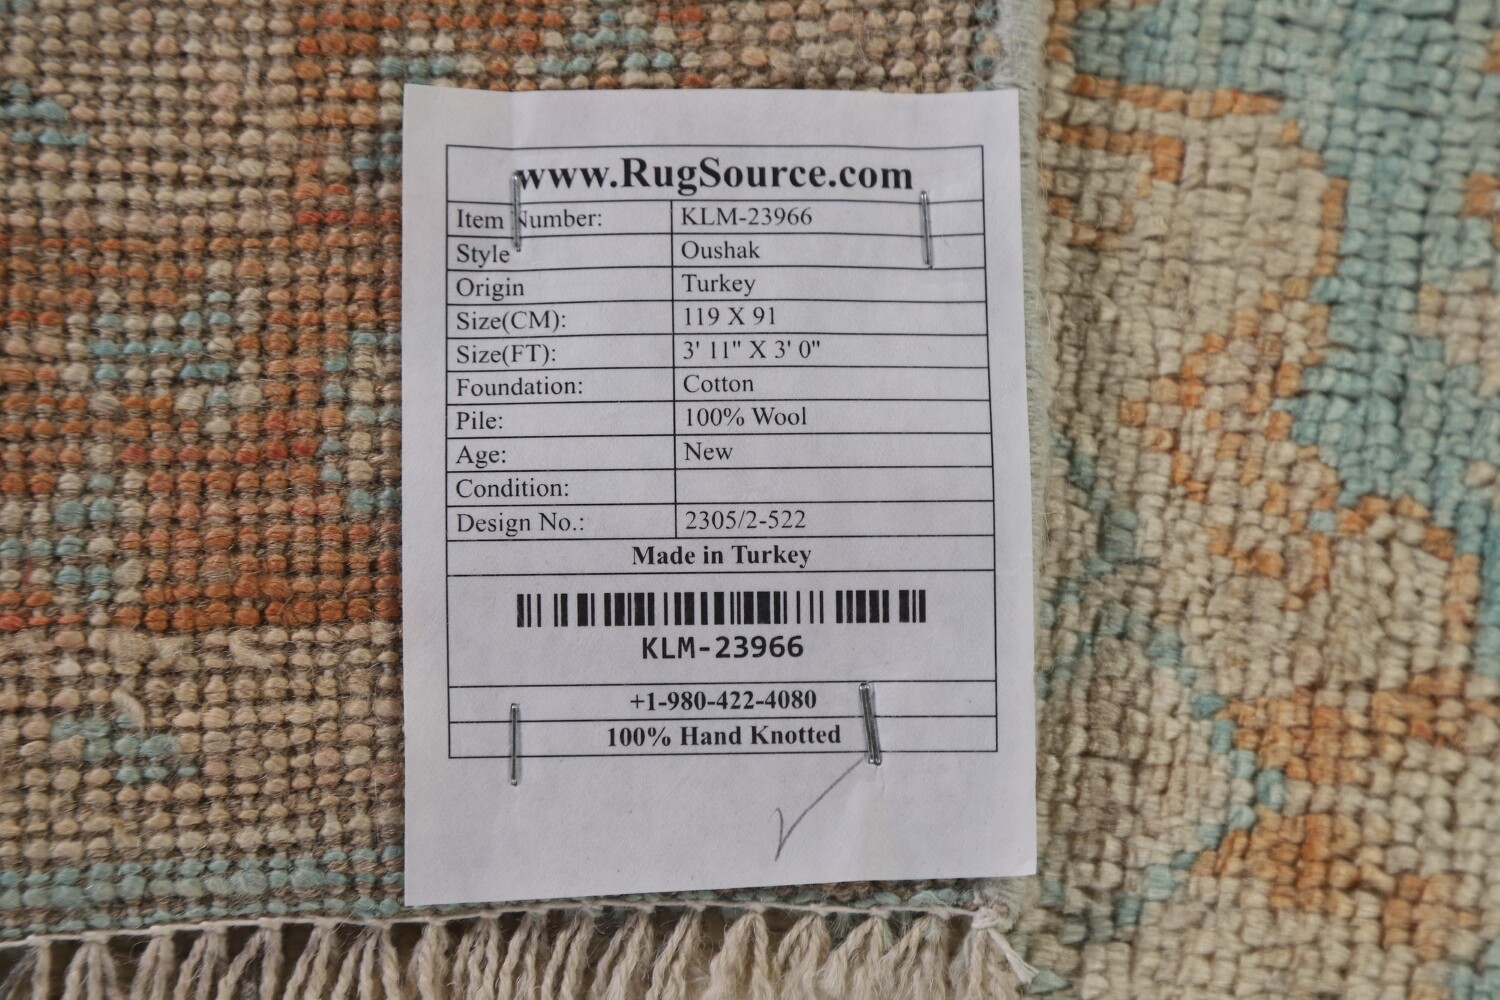 www.RugSource.com
Item Number: KLM-23966
Style Oushak
Origin Turkey
Size(CM): 119 X 91
Size(FT): 3' 11" X 3' 0"
Foundation: Cotton
Pile: 100% Wool
Age: New
Condition:
Design No.: 2305/2-522
Made in Turkey
KLM-23966
+1-980-422-4080
100% Hand Knotted